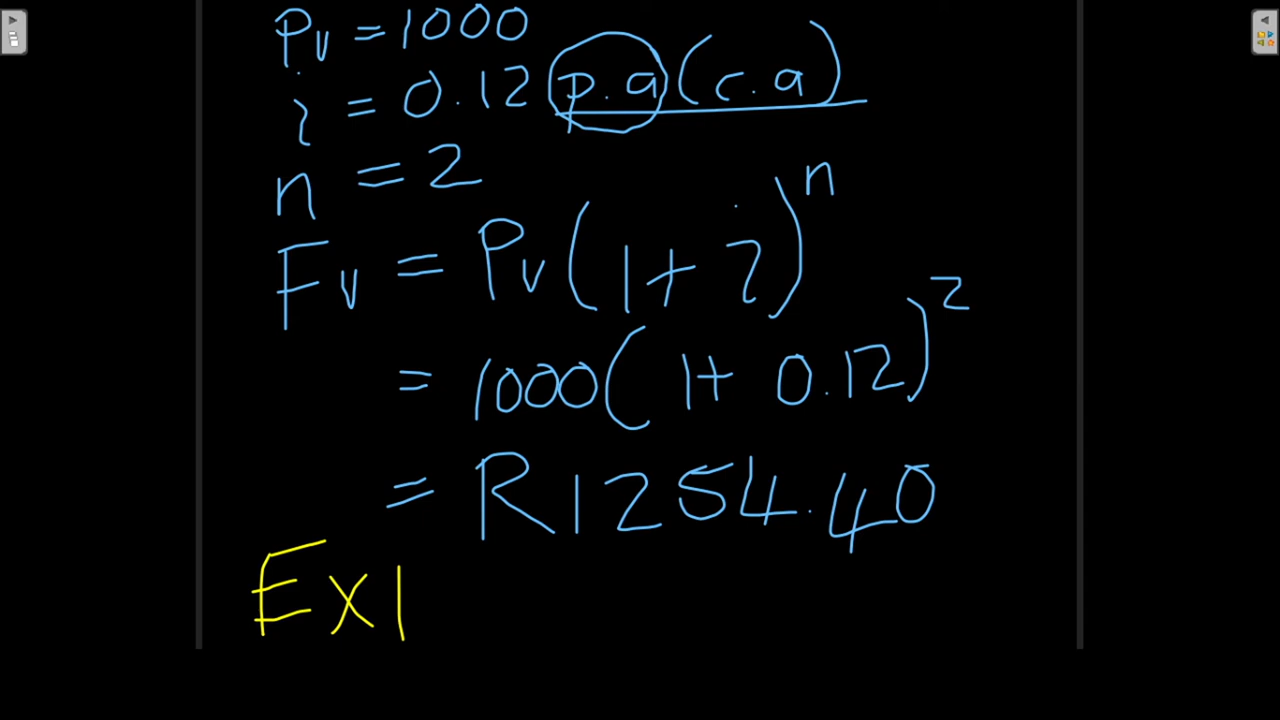 Pv = 1000
i = 0.12 p.a (c.a)
n = 2
Fv = Pv(1+i)^n
= 1000(1+0.12)^2
= R1254.40
Ex1